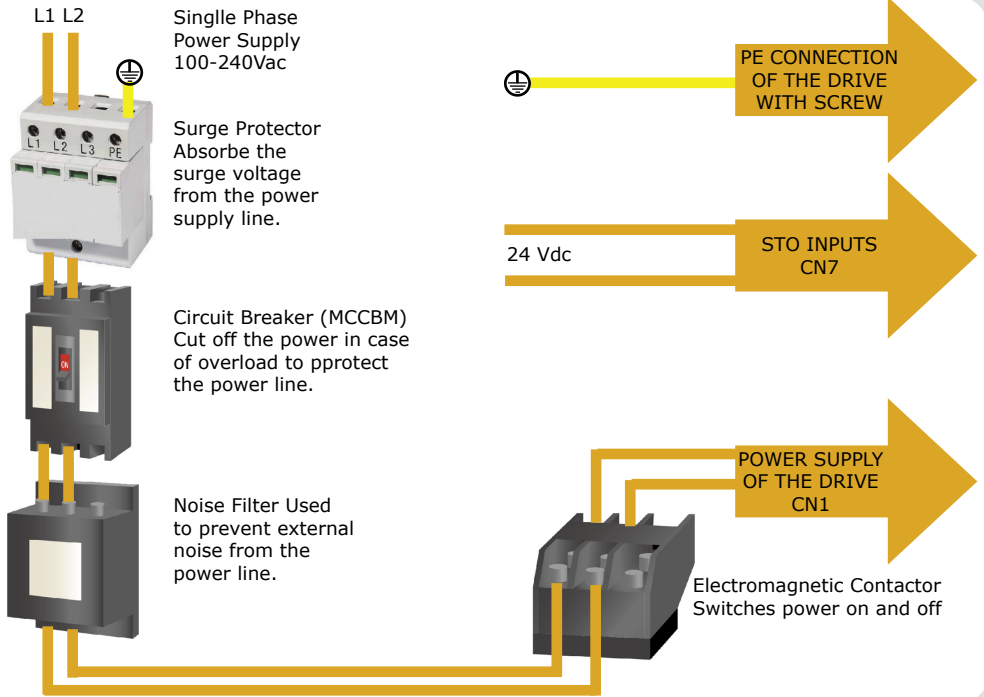 L1 L2
Singlle Phase
Power Supply
100-240Vac
L1 L2 L3 PE
Surge Protector
Absorbe the
surge voltage
from the power
supply line.
Circuit Breaker (MCCBM)
Cut off the power in case
of overload to pprotect
the power line.
ON
Noise Filter Used
to prevent external
noise from the
power line.
PE CONNECTION
OF THE DRIVE
WITH SCREW
24 Vdc
STO INPUTS
CN7
POWER SUPPLY
OF THE DRIVE
CN1
Electromagnetic Contactor
Switches power on and off